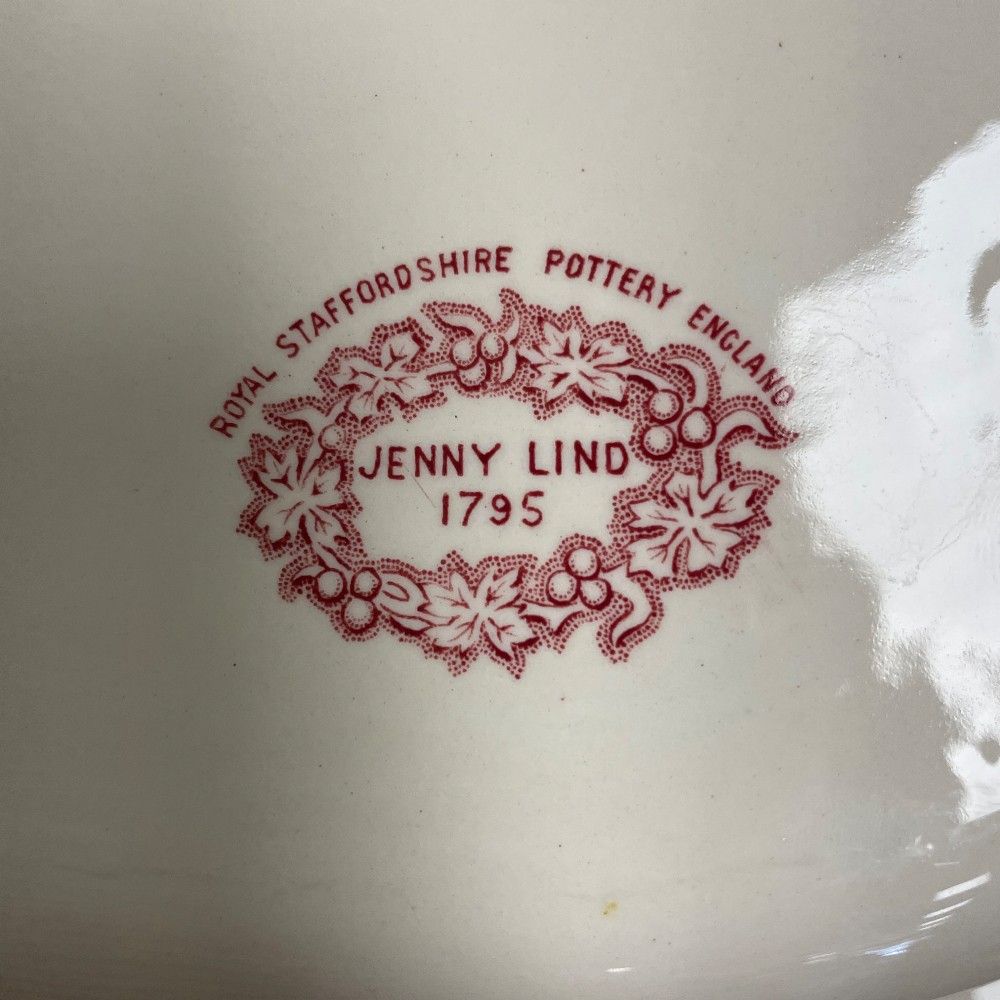 ROYAL STAFFORDSHIRE POTTERY ENGLAND
JENNY LIND
1795